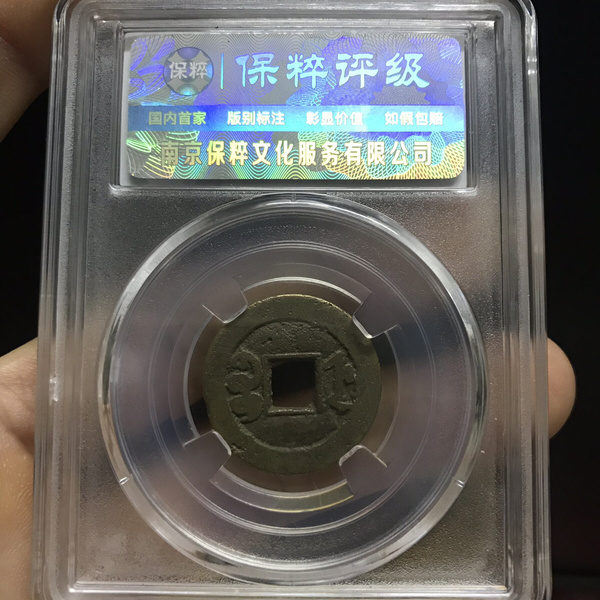 保粹 保粹评级
国内首家 版别标注 彰显价值 如假包赔
南京保粹文化服务有限公司